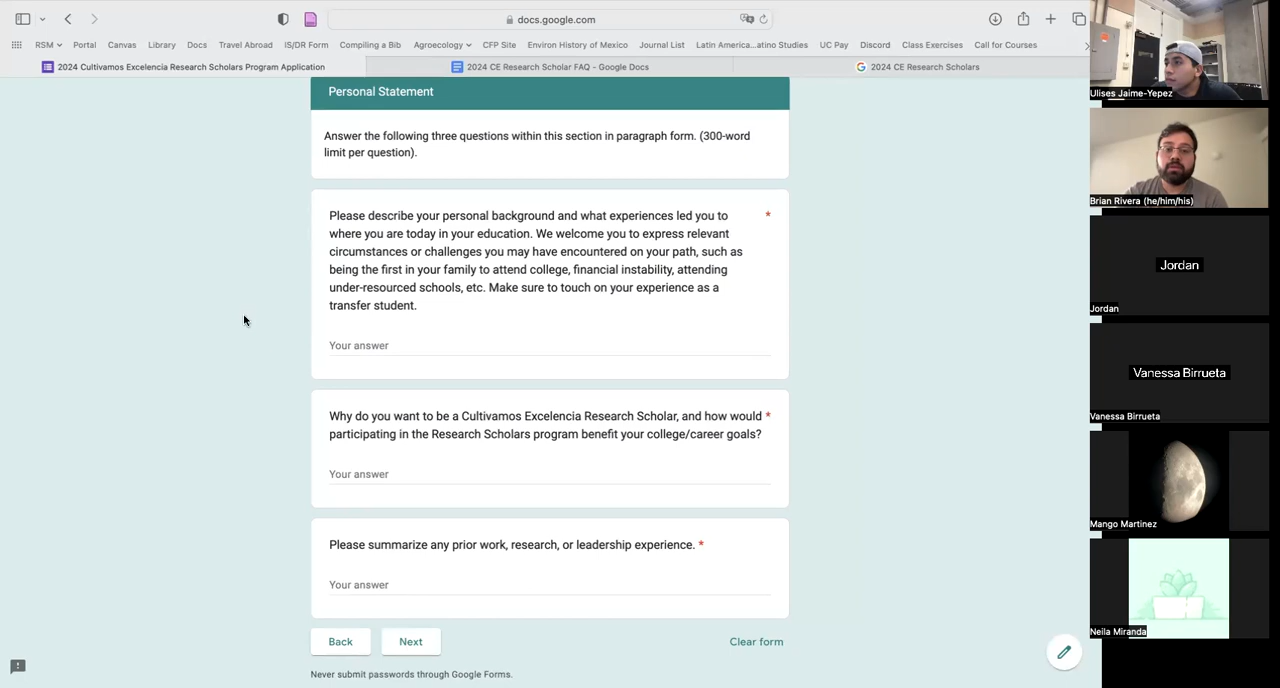 docs.google.com
RSM
Portal
Canvas
Library
Docs
Travel Abroad
IS/DR Form
Compiling a Bib
Agroecology
CFP Site
Environ History of Mexico
Journal List
Latin America...atino Studies
UC Pay
Discord
Class Exercises
Call for Courses
2024 Cultivamos Excelencia Research Scholars Program Application
2024 CE Research Scholar FAQ - Google Docs
2024 CE Research Scholars
Personal Statement
Answer the following three questions within this section in paragraph form. (300-word
limit per question).
Please describe your personal background and what experiences led you to *
where you are today in your education. We welcome you to express relevant
circumstances or challenges you may have encountered on your path, such as
being the first in your family to attend college, financial instability, attending
under-resourced schools, etc. Make sure to touch on your experience as a
transfer student.
Your answer
Why do you want to be a Cultivamos Excelencia Research Scholar, and how would *
participating in the Research Scholars program benefit your college/career goals?
Your answer
Please summarize any prior work, research, or leadership experience. *
Your answer
Back
Next
Clear form
Never submit passwords through Google Forms.
Ulises Jaime-Yepez
Brian Rivera (he/him/his)
Jordan
Jordan
Vanessa Birrueta
Vanessa Birrueta
Mango Martinez
Neila Miranda